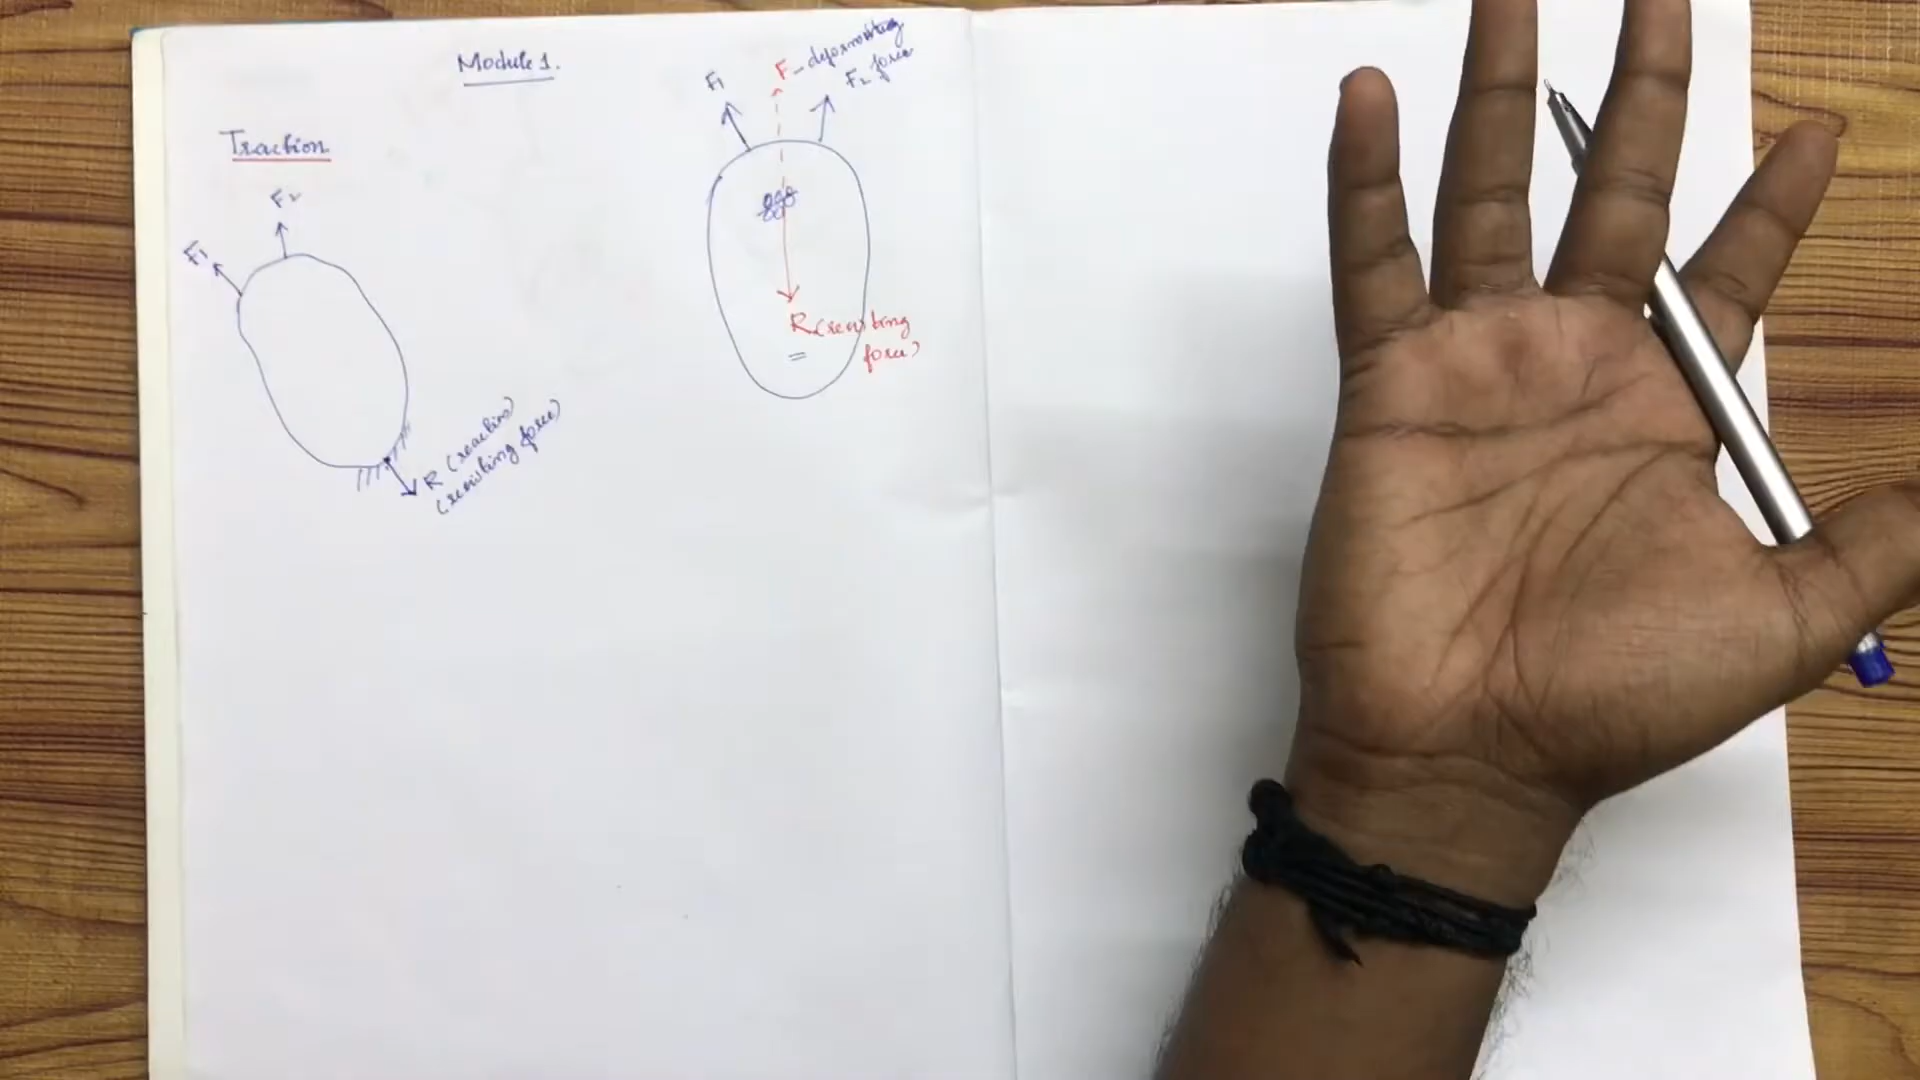 Module 1.
Traction
F2
F1
R (reaction)
(resisting force)
F1
F - deforming
force
F2
R (resisting
force)